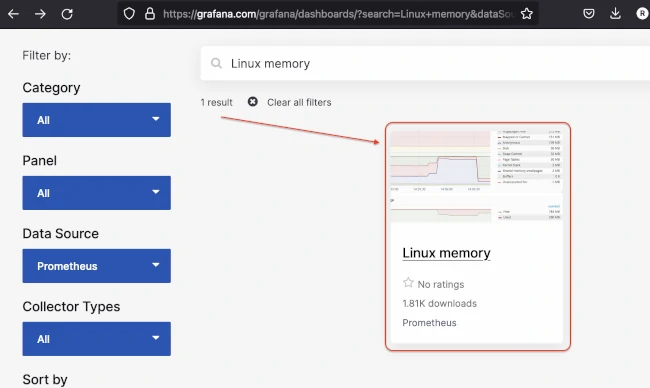 https://grafana.com/grafana/dashboards/?search=Linux+memory&dataSou
R
Filter by:
Linux memory
Category
1 result
Clear all filters
All
Panel
All
Data Source
Linux memory
Prometheus
No ratings
1.81K downloads
Collector Types
Prometheus
All
Sort by